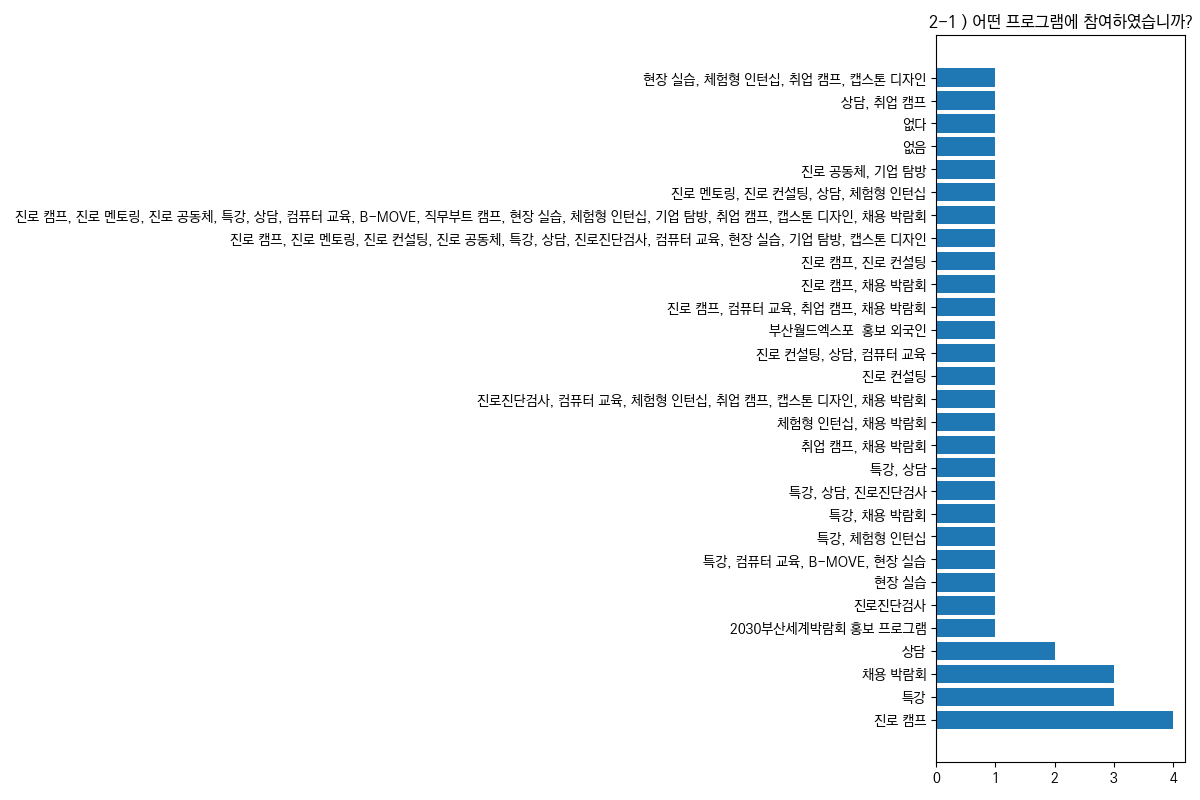 2-1 ) 어떤 프로그램에 참여하였습니까?
현장 실습, 체험형 인턴십, 취업 캠프, 캡스톤 디자인
상담, 취업 캠프
없다
없음
진로 공동체, 기업 탐방
진로 멘토링, 진로 컨설팅, 상담, 체험형 인턴십
진로 캠프, 진로 멘토링, 진로 공동체, 특강, 상담, 컴퓨터 교육, B-MOVE, 직무부트 캠프, 현장 실습, 체험형 인턴십, 기업 탐방, 취업 캠프, 캡스톤 디자인, 채용 박람회
진로 캠프, 진로 멘토링, 진로 컨설팅, 진로 공동체, 특강, 상담, 진로진단검사, 컴퓨터 교육, 현장 실습, 기업 탐방, 캡스톤 디자인
진로 캠프, 진로 컨설팅
진로 캠프, 채용 박람회
진로 캠프, 컴퓨터 교육, 취업 캠프, 채용 박람회
부산월드엑스포  홍보 외국인
진로 컨설팅, 상담, 컴퓨터 교육
진로 컨설팅
진로진단검사, 컴퓨터 교육, 체험형 인턴십, 취업 캠프, 캡스톤 디자인, 채용 박람회
체험형 인턴십, 채용 박람회
취업 캠프, 채용 박람회
특강, 상담
특강, 상담, 진로진단검사
특강, 채용 박람회
특강, 체험형 인턴십
특강, 컴퓨터 교육, B-MOVE, 현장 실습
현장 실습
진로진단검사
2030부산세계박람회 홍보 프로그램
상담
채용 박람회
특강
진로 캠프
0 1 2 3 4